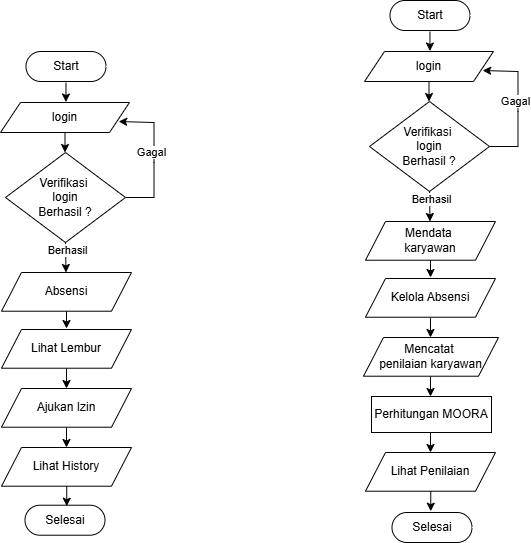 Start
login
Verifikasi
login
Berhasil ?
Gagal
Berhasil
Absensi
Lihat Lembur
Ajukan Izin
Lihat History
Selesai
Start
login
Verifikasi
login
Berhasil ?
Gagal
Berhasil
Mendata
karyawan
Kelola Absensi
Mencatat
penilaian karyawan
Perhitungan MOORA
Lihat Penilaian
Selesai